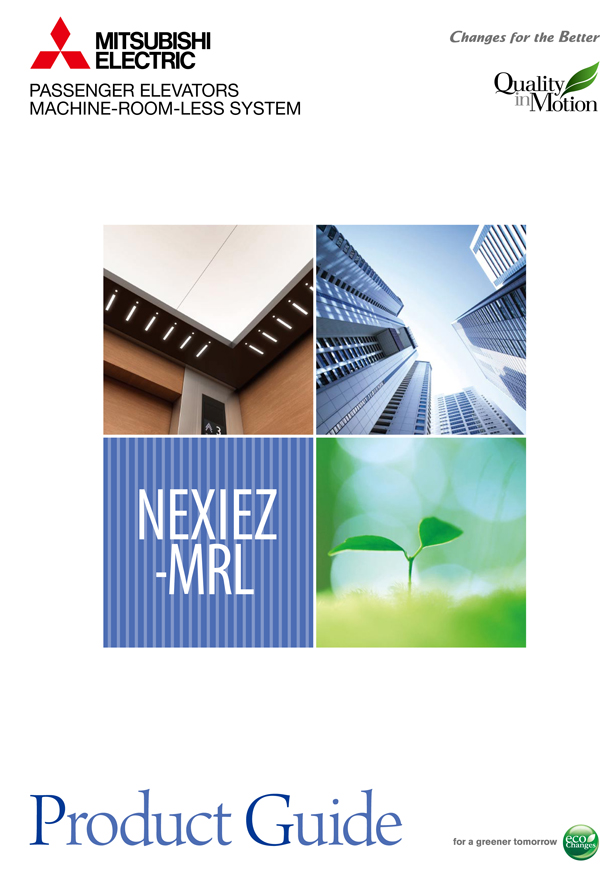 MITSUBISHI
ELECTRIC
Changes for the Better
PASSENGER ELEVATORS
MACHINE-ROOM-LESS SYSTEM
Quality
in Motion
3
NEXIEZ
-MRL
Product Guide
for a greener tomorrow
eco
Changes